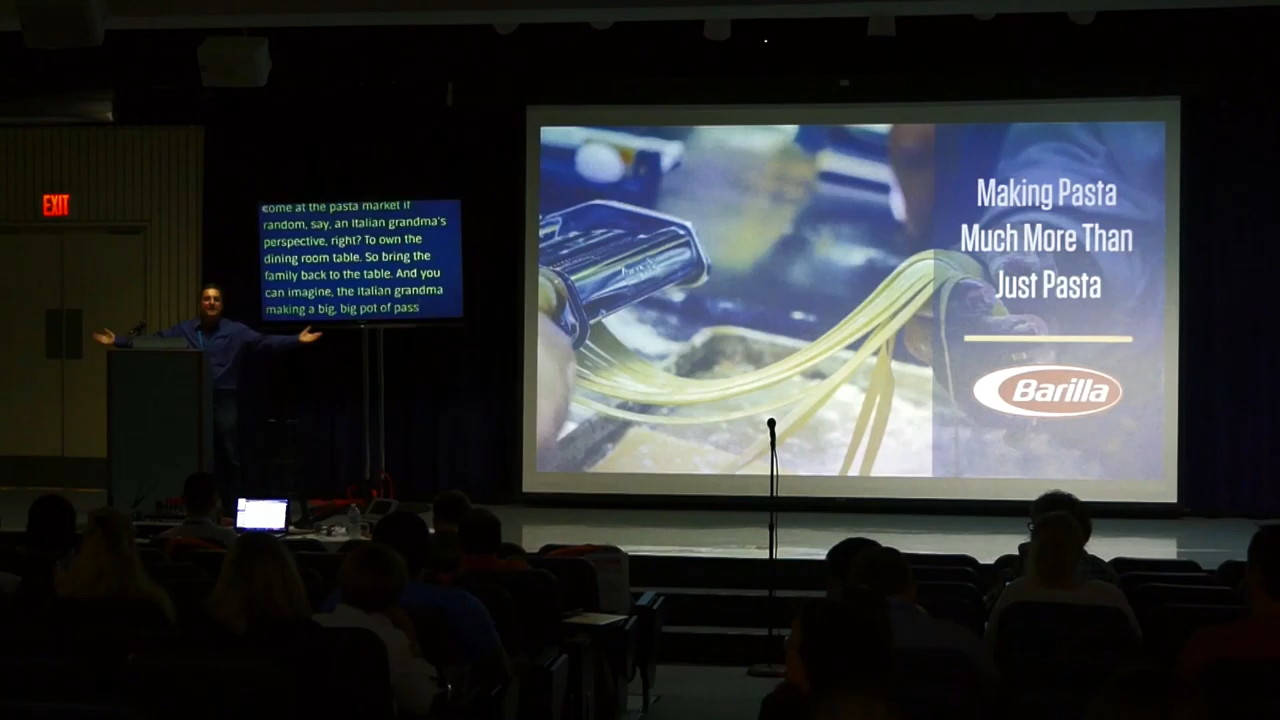 EXIT
come at the pasta market if
random, say, an Italian grandma's
perspective, right? To own the
dining room table. So bring the
family back to the table. And you
can imagine, the Italian grandma
making a big, big pot of pass
Making Pasta
Much More Than
Just Pasta
Barilla